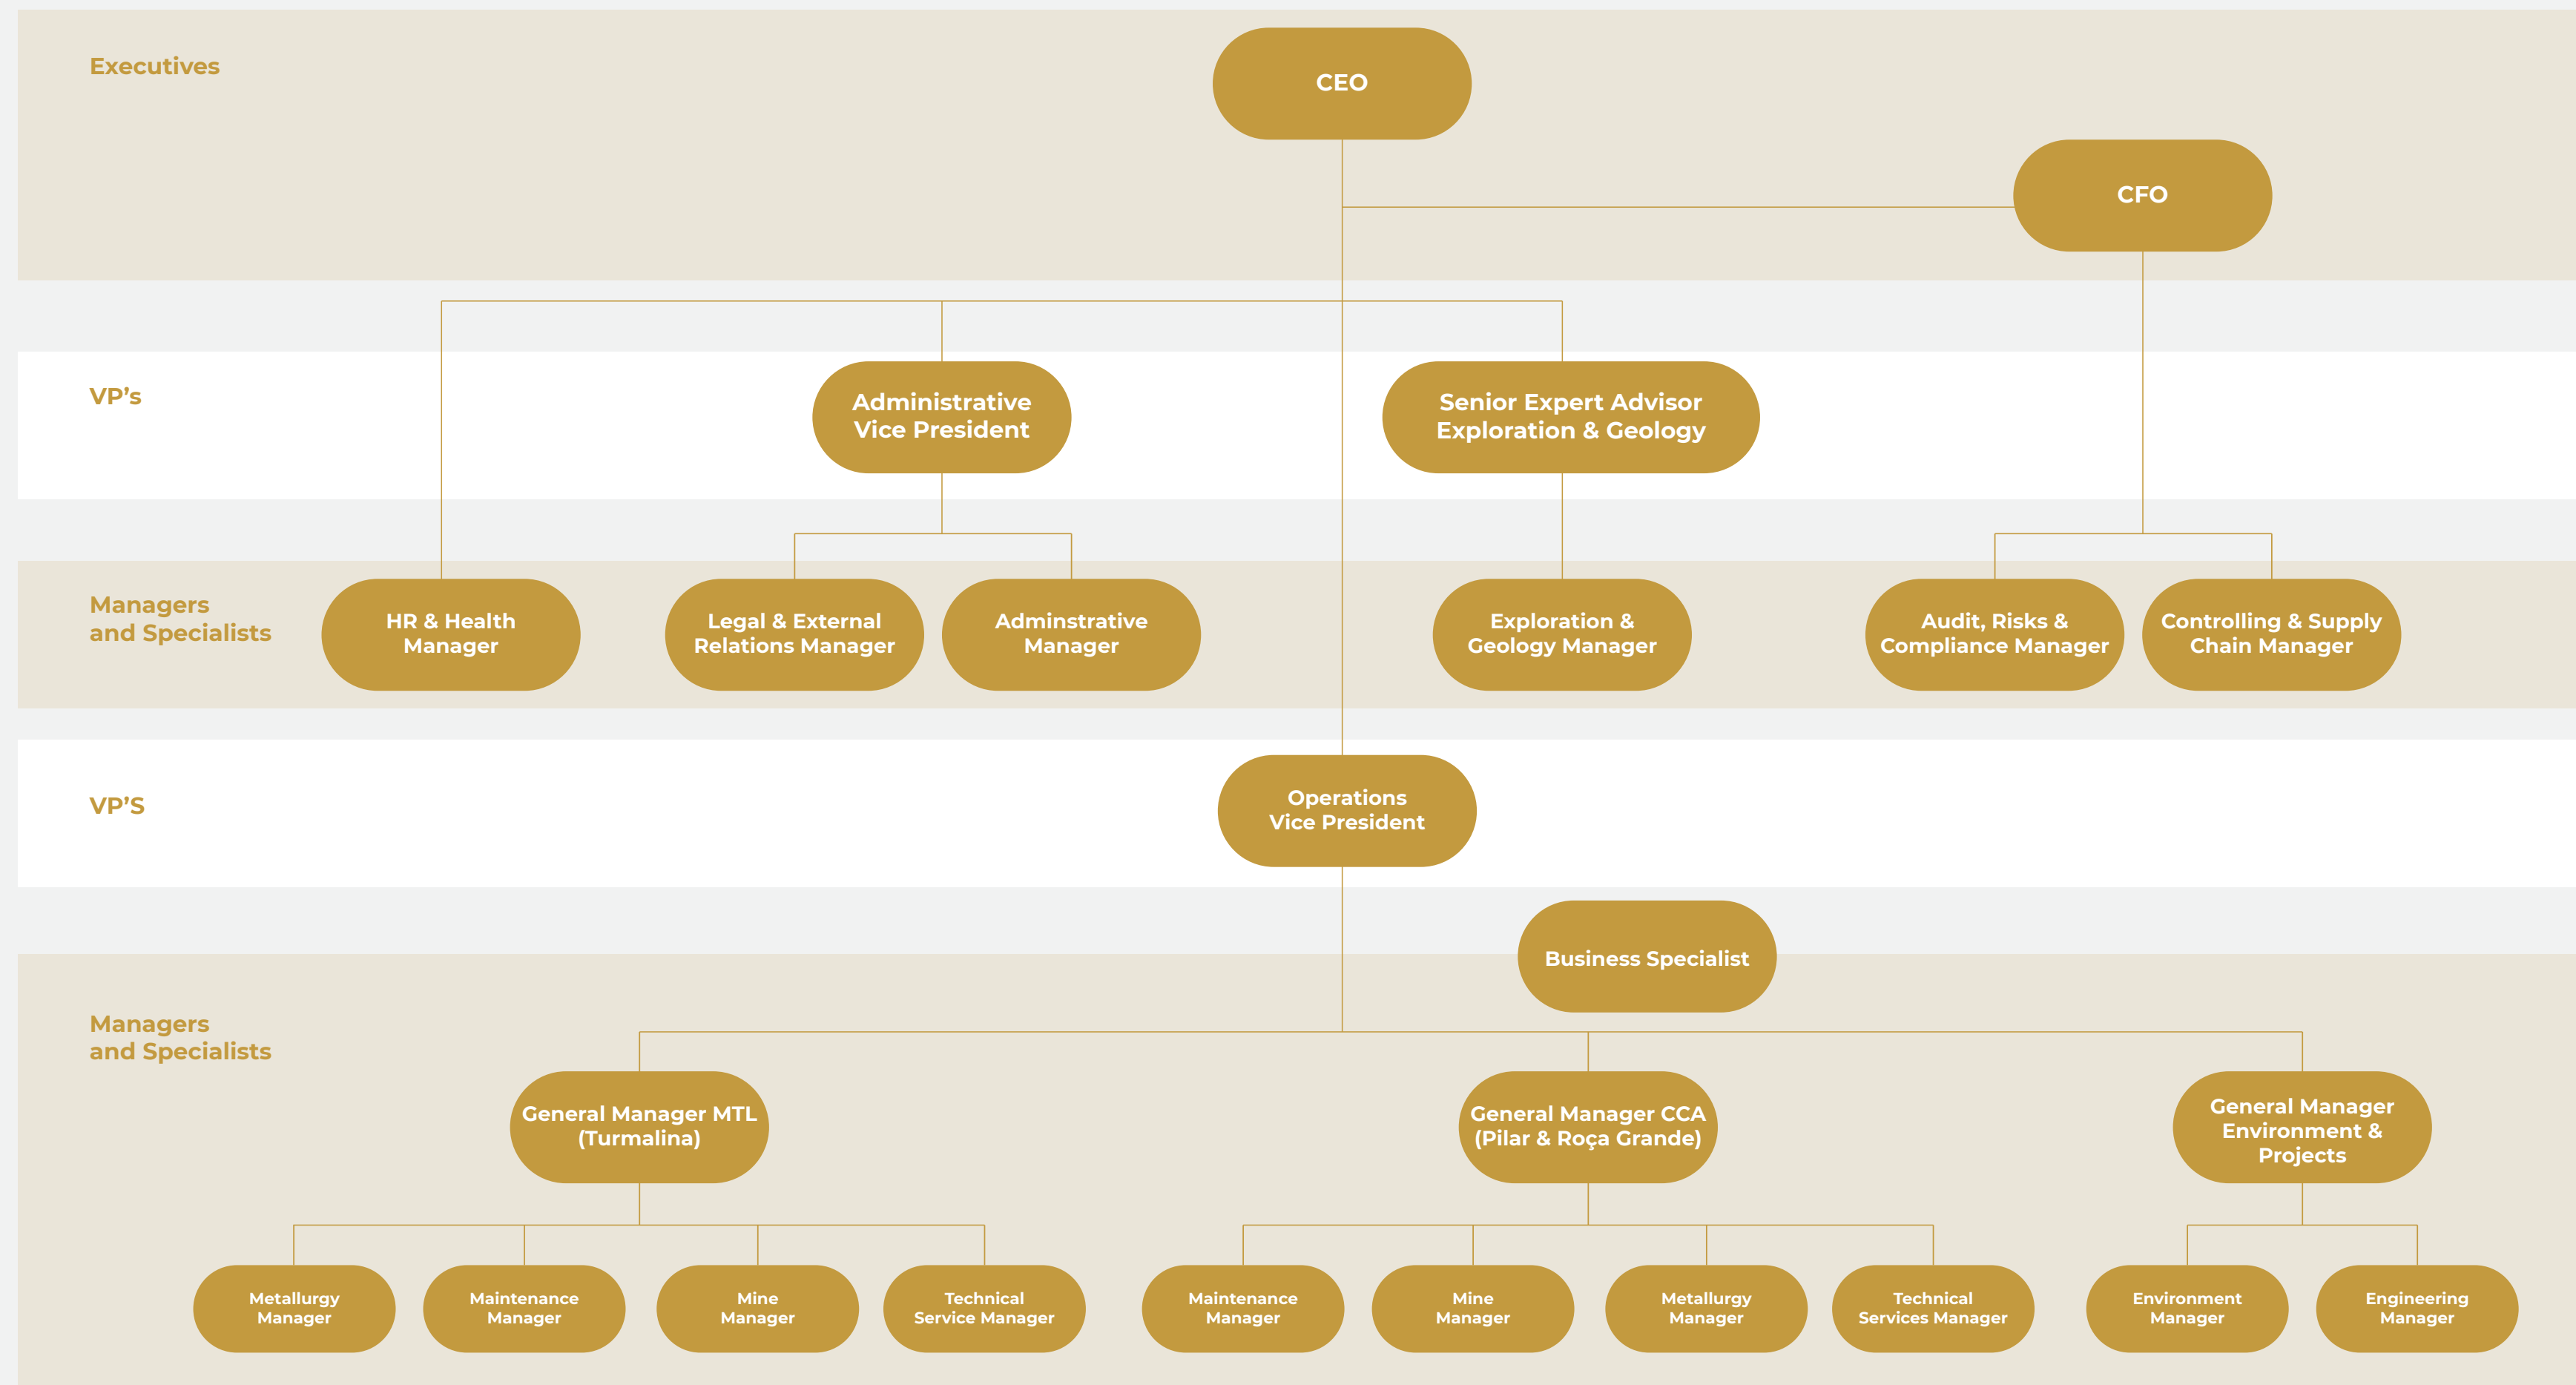 Executives
CEO
CFO
VP’s
Administrative
Vice President
Senior Expert Advisor
Exploration & Geology
Managers
and Specialists
HR & Health
Manager
Legal & External
Relations Manager
Adminstrative
Manager
Exploration &
Geology Manager
Audit, Risks &
Compliance Manager
Controlling & Supply
Chain Manager
VP’S
Operations
Vice President
Business Specialist
Managers
and Specialists
General Manager MTL
(Turmalina)
General Manager CCA
(Pilar & Roça Grande)
General Manager
Environment &
Projects
Metallurgy
Manager
Maintenance
Manager
Mine
Manager
Technical
Service Manager
Maintenance
Manager
Mine
Manager
Metallurgy
Manager
Technical
Services Manager
Environment
Manager
Engineering
Manager